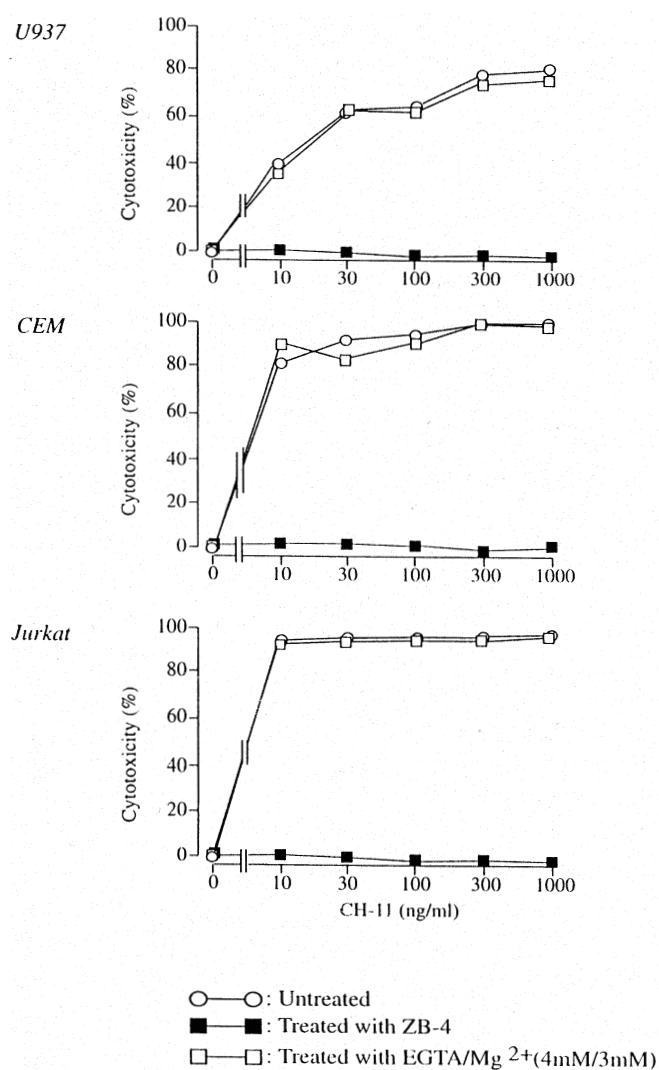 U937
Cytotoxicity (%)
100
80
60
40
20
0
0 10 30 100 300 1000
CEM
Cytotoxicity (%)
100
80
60
40
20
0
0 10 30 100 300 1000
Jurkat
Cytotoxicity (%)
100
80
60
40
20
0
0 10 30 100 300 1000
CH-11 (ng/ml)
: Untreated
: Treated with ZB-4
: Treated with EGTA/Mg 2+(4mM/3mM)